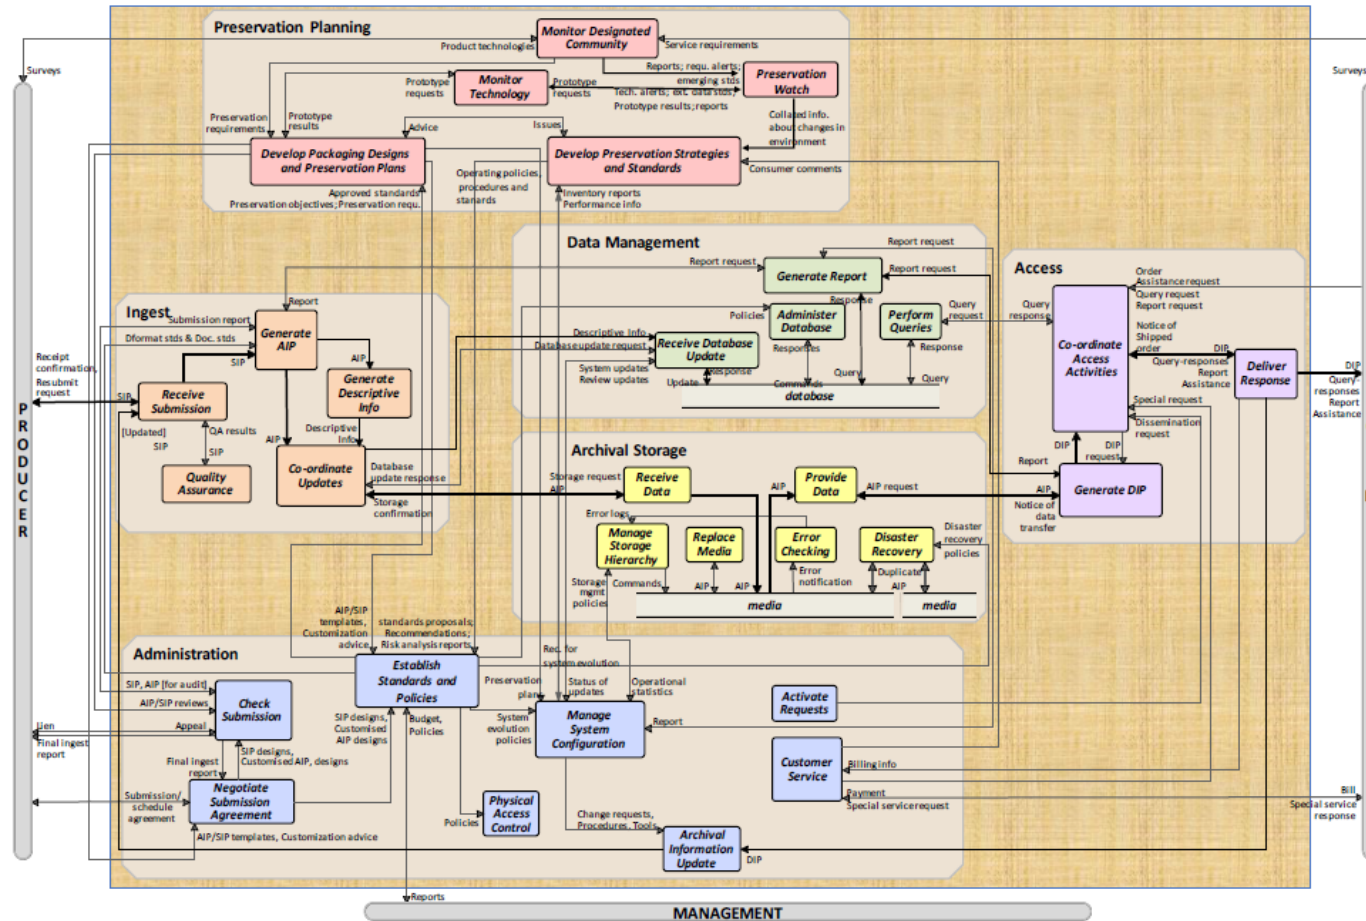 Preservation Planning
Monitor Designated
Community
Product technologies
Service requirements
Surveys
Surveys
Reports; requ. alerts;
emerging stds
Preservation
Watch
Prototype
requests
Monitor
Technology
Prototype
requests
Tech. alerts; ext. data stds;
Prototype results; reports
Preservation
requirements
Prototype
results
Advice
Issues
Collated info.
about changes in
environment
Develop Packaging Designs
and Preservation Plans
Develop Preservation Strategies
and Standards
Consumer comments
Operating policies,
procedures and
stanards
Approved standards
Preservation objectives; Preservation requ.
Inventory reports
Performance info
Data Management
Report request
Report request
Generate Report
Report request
Response
Policies
Administer
Database
Perform
Queries
Query
request
Query
response
Descriptive Info
Database update request
System updates
Review updates
Receive Database
Update
Responses
Response
Response
Update
Commands
Query
Query
database
Access
Order
Assistance request
Query request
Report request
Co-ordinate
Access
Activities
Notice of
Shipped
order
DIP
Query-responses
Report
Assistance
Deliver
Response
DIP
Query-
responses
Report
Assistance
Special request
Dissemination
request
DIP
DIP
request
Report
AIP
Generate DIP
Notice of
data
transfer
Ingest
Report
Submission report
Dformat stds & Doc. stds
Generate
AIP
SIP
AIP
Generate
Descriptive
Info
Receipt
confirmation,
Resubmit
request
SIP
Receive
Submission
[Updated]
SIP
QA results
SIP
AIP
Descriptive
Info
Quality
Assurance
Co-ordinate
Updates
Database
update response
Storage
confirmation
PRODUCER
Archival Storage
Storage request
AIP
Receive
Data
AIP
Provide
Data
AIP request
Error logs
Manage
Storage
Hierarchy
Replace
Media
Error
Checking
Disaster
Recovery
Disaster
recovery
policies
Storage
mgmt
policies
Commands
AIP
AIP
Error
notification
Duplicate
AIP
media
media
Administration
AIP/SIP
templates,
Customization
advice
standards proposals;
Recommendations;
Risk analysis reports
Rec. for
system evolution
Establish
Standards and
Policies
SIP, AIP [for audit]
AIP/SIP reviews
Check
Submission
Preservation
plans
Status of
updates
Operational
statistics
Activate
Requests
Lien
Appeal
Final ingest
report
SIP designs,
Customised
AIP designs
Budget,
Policies
System
evolution
policies
Manage
System
Configuration
Report
SIP designs,
Customised AIP, designs
Final ingest
report
Customer
Service
Billing info
Submission/
schedule
agreement
Negotiate
Submission
Agreement
Payment
Special service request
Bill
Special service
response
Policies
Physical
Access
Control
Change requests,
Procedures, Tools
AIP/SIP templates, Customization advice
Archival
Information
Update
DIP
Reports
MANAGEMENT